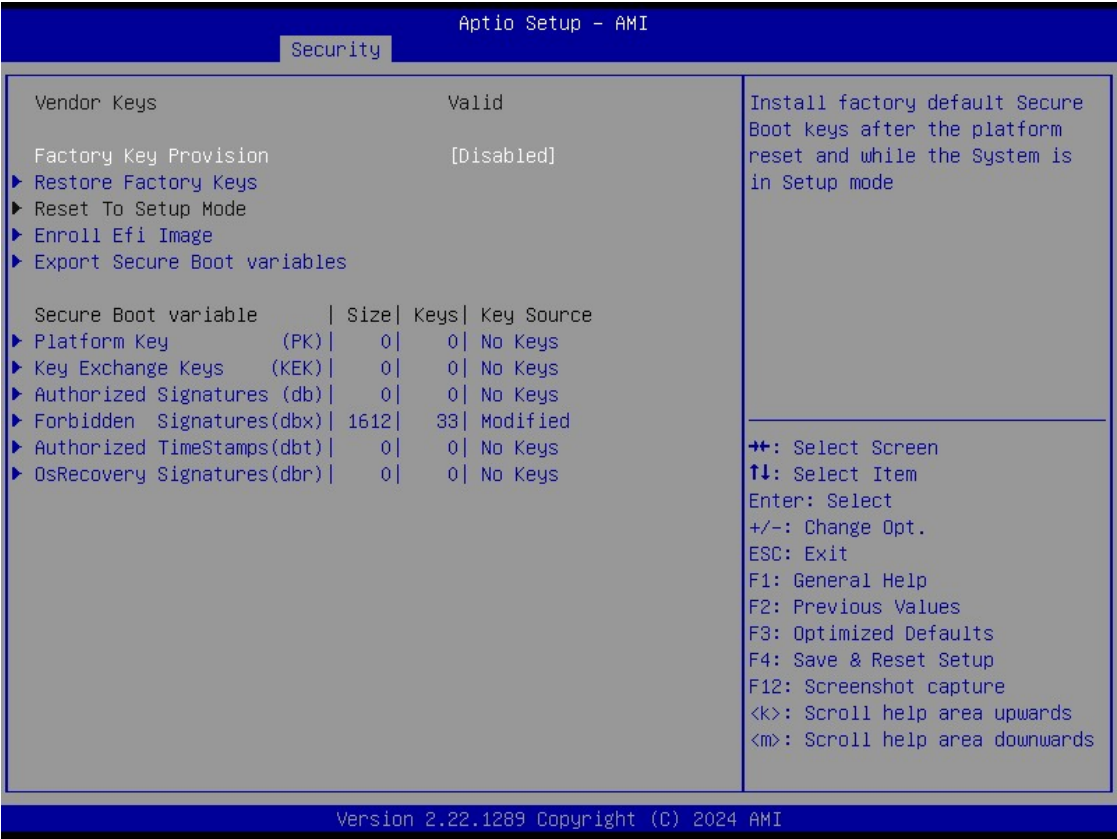 Aptio Setup – AMI
Security
Vendor Keys Valid
Factory Key Provision [Disabled]
Restore Factory Keys
Reset To Setup Mode
Enroll Efi Image
Export Secure Boot variables
Secure Boot variable | Size| Keys| Key Source
Platform Key (PK)| 0| 0| No Keys
Key Exchange Keys (KEK)| 0| 0| No Keys
Authorized Signatures (db)| 0| 0| No Keys
Forbidden Signatures(dbx)| 1612| 33| Modified
Authorized TimeStamps(dbt)| 0| 0| No Keys
OsRecovery Signatures(dbr)| 0| 0| No Keys
Install factory default Secure
Boot keys after the platform
reset and while the System is
in Setup mode
→←: Select Screen
↑↓: Select Item
Enter: Select
+/-: Change Opt.
ESC: Exit
F1: General Help
F2: Previous Values
F3: Optimized Defaults
F4: Save & Reset Setup
F12: Screenshot capture
<k>: Scroll help area upwards
<m>: Scroll help area downwards
Version 2.22.1289 Copyright (C) 2024 AMI